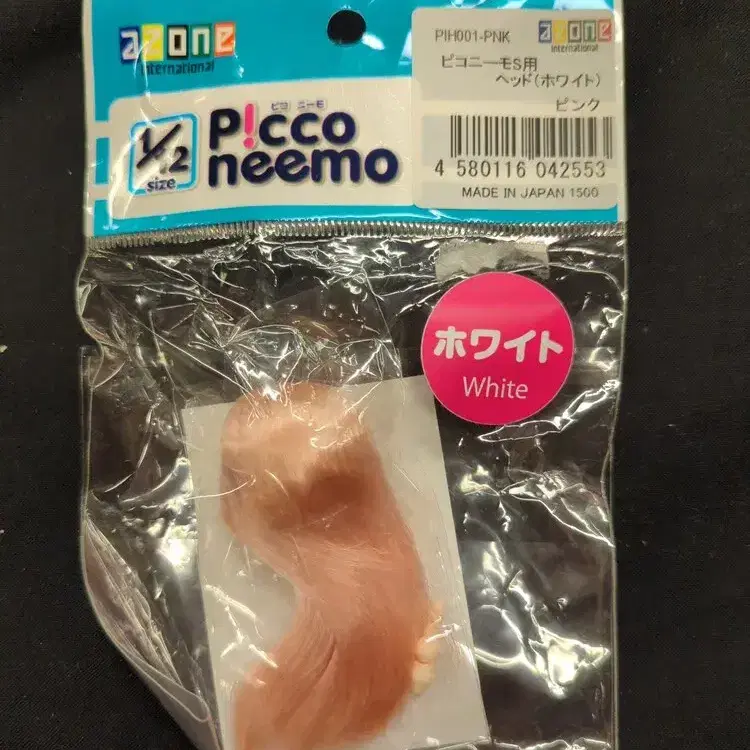 azone
international
1/12
size
ピコニーモ
P!cco
neemo
PIH001-PNK
azone
international
ピコニーモS用
ヘッド(ホワイト)
ピンク
4 580116 042553
MADE IN JAPAN 1500
ホワイト
White